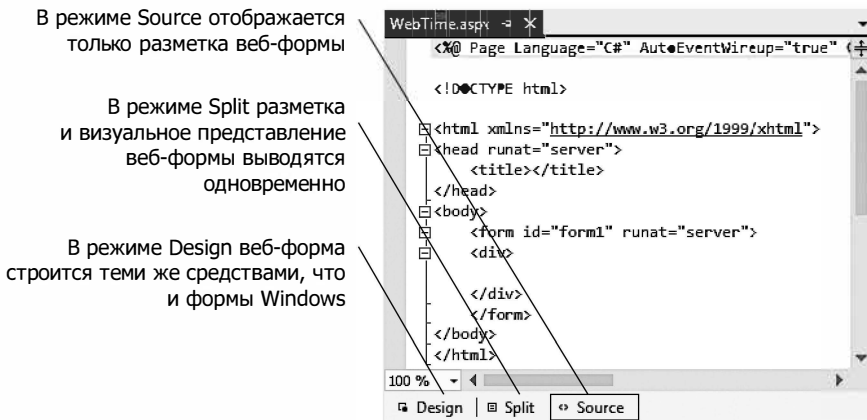 В режиме Source отображается
только разметка веб-формы
В режиме Split разметка
и визуальное представление
веб-формы выводятся
одновременно
В режиме Design веб-форма
строится теми же средствами, что
и формы Windows
WebTime.aspx
<%@ Page Language="C#" AutoEventWireup="true"
<!DOCTYPE html>
<html xmlns="http://www.w3.org/1999/xhtml">
<head runat="server">
<title></title>
</head>
<body>
<form id="form1" runat="server">
<div>
</div>
</form>
</body>
</html>
100 %
Design Split Source